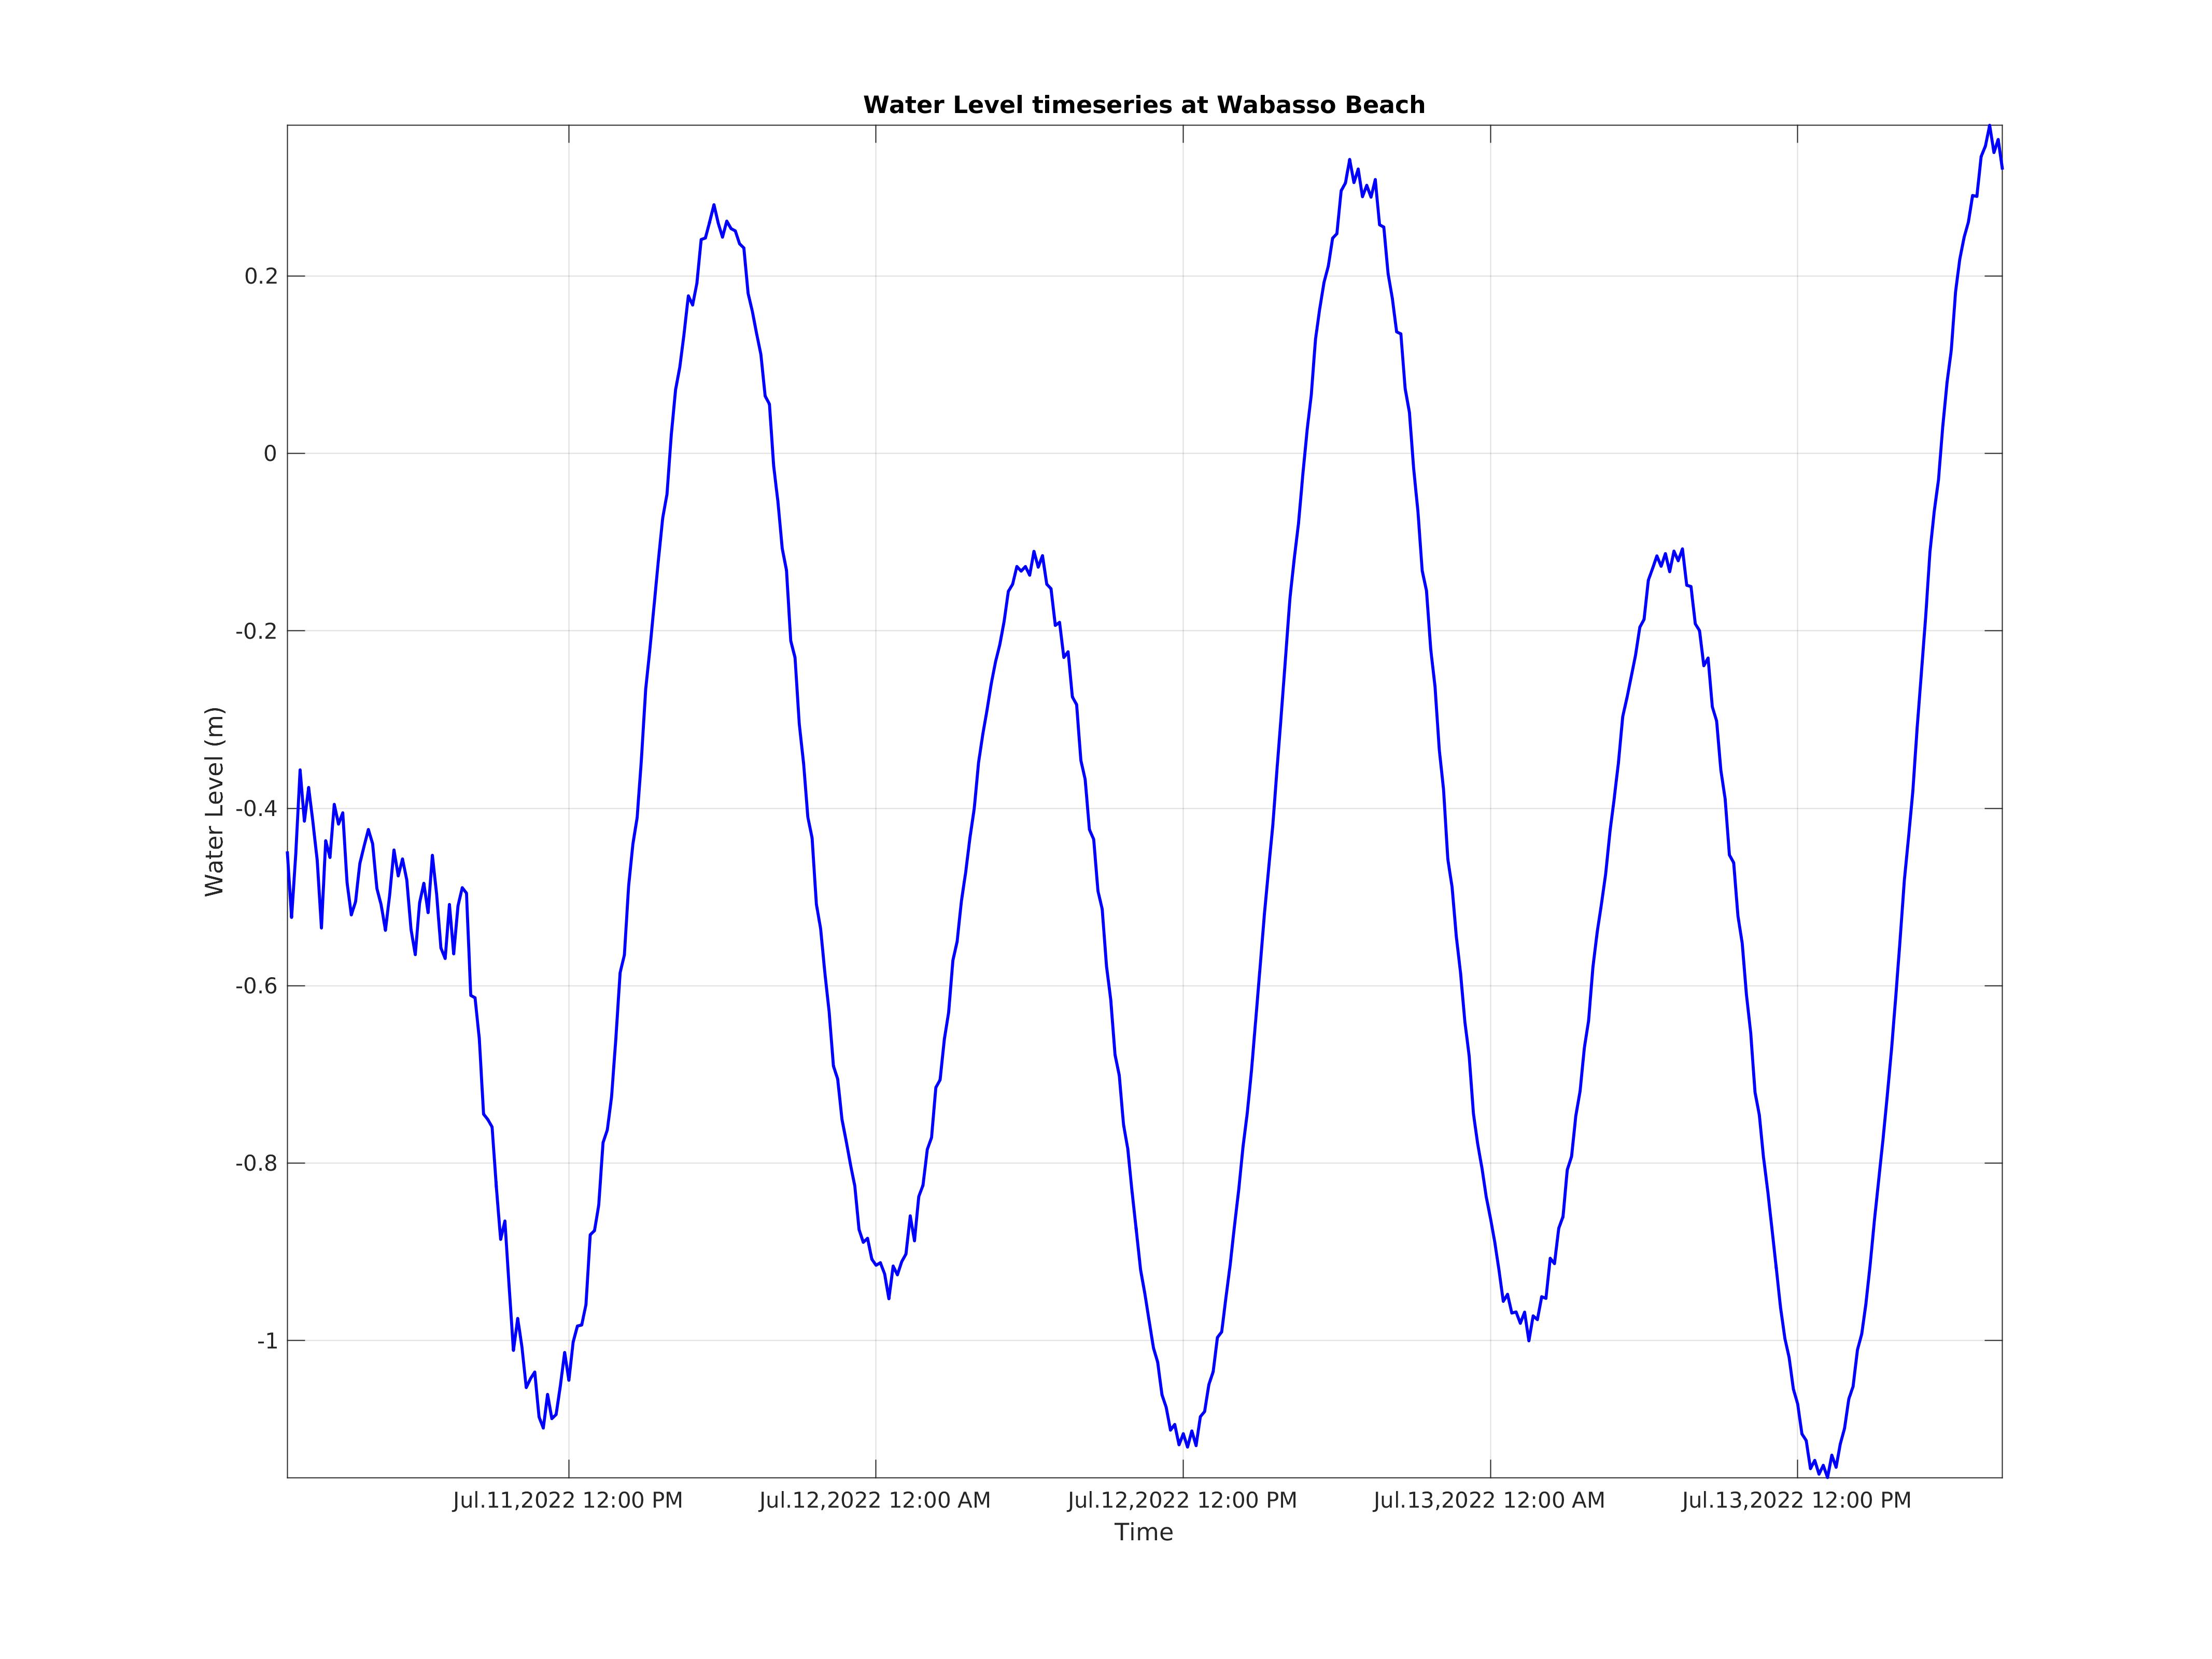 Water Level timeseries at Wabasso Beach
Water Level (m)
0.2
0
-0.2
-0.4
-0.6
-0.8
-1
Jul.11,2022 12:00 PM
Jul.12,2022 12:00 AM
Jul.12,2022 12:00 PM
Jul.13,2022 12:00 AM
Jul.13,2022 12:00 PM
Time